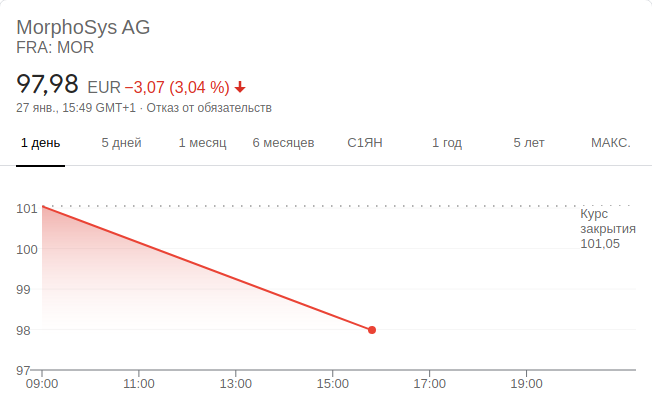 MorphoSys AG
FRA: MOR
97,98 EUR −3,07 (3,04 %)
27 янв., 15:49 GMT+1 · Отказ от обязательств
1 день 5 дней 1 месяц 6 месяцев С1ЯН 1 год 5 лет МАКС.
101
100
99
98
97
Курс
закрытия
101,05
09:00 11:00 13:00 15:00 17:00 19:00